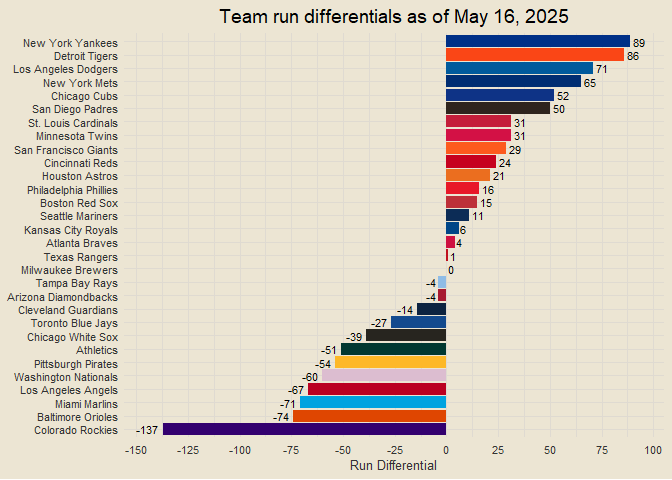 Team run differentials as of May 16, 2025
New York Yankees 89
Detroit Tigers 86
Los Angeles Dodgers 71
New York Mets 65
Chicago Cubs 52
San Diego Padres 50
St. Louis Cardinals 31
Minnesota Twins 31
San Francisco Giants 29
Cincinnati Reds 24
Houston Astros 21
Philadelphia Phillies 16
Boston Red Sox 15
Seattle Mariners 11
Kansas City Royals 6
Atlanta Braves 4
Texas Rangers 1
Milwaukee Brewers 0
Tampa Bay Rays -4
Arizona Diamondbacks -4
Cleveland Guardians -14
Toronto Blue Jays -27
Chicago White Sox -39
Athletics -51
Pittsburgh Pirates -54
Washington Nationals -60
Los Angeles Angels -67
Miami Marlins -71
Baltimore Orioles -74
Colorado Rockies -137
-150 -125 -100 -75 -50 -25 0 25 50 75 100
Run Differential